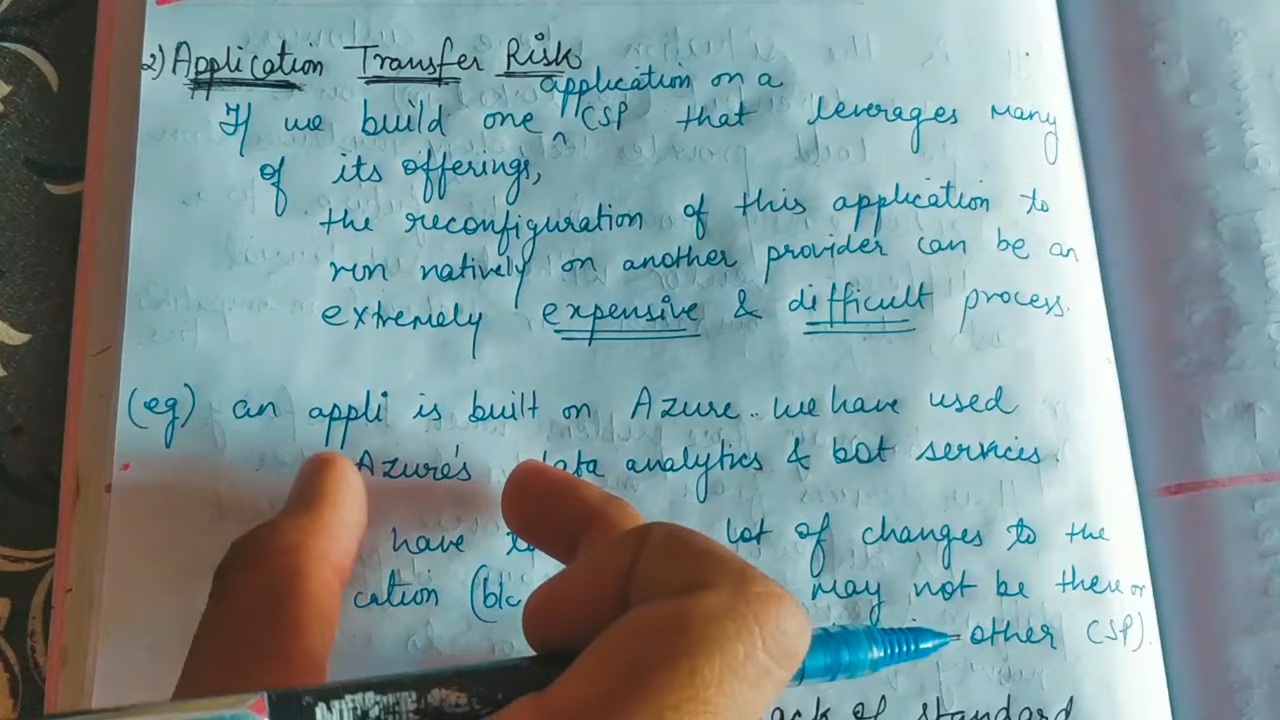 2) Application Transfer Risk
application on a
If we build one ^ CSP that leverages many
of its offerings,
the reconfiguration of this application to
run natively on another provider can be an
extremely expensive & difficult process.
(eg) an appli is built on Azure.. we have used
Azure's data analytics & bot services.
have lot of changes to the
cation (b/c may not be there or
other CSP).
of standard